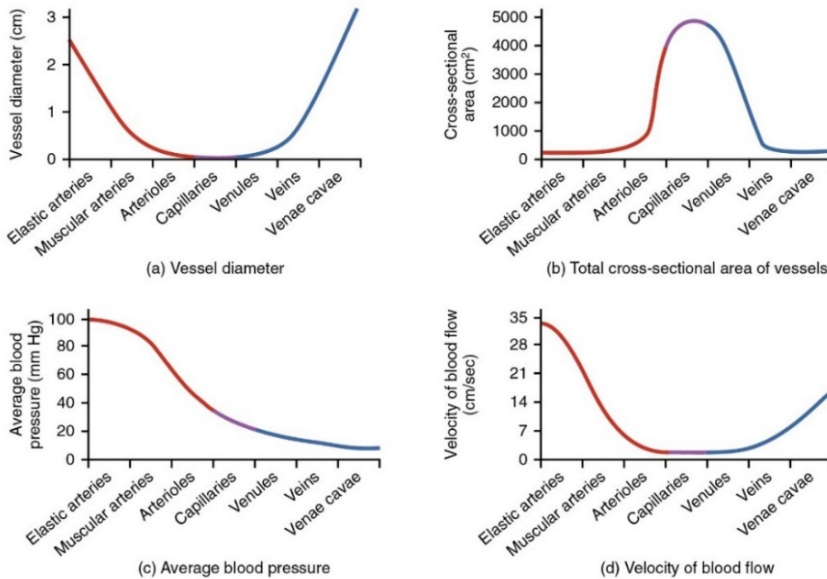 Vessel diameter (cm)
3
2
1
0
Elastic arteries
Muscular arteries
Arterioles
Capillaries
Venules
Veins
Venae cavae
(a) Vessel diameter
Cross-sectional
area (cm²)
5000
4000
3000
2000
1000
0
Elastic arteries
Muscular arteries
Arterioles
Capillaries
Venules
Veins
Venae cavae
(b) Total cross-sectional area of vessels
Average blood
pressure (mm Hg)
100
80
60
40
20
0
Elastic arteries
Muscular arteries
Arterioles
Capillaries
Venules
Veins
Venae cavae
(c) Average blood pressure
Velocity of blood flow
(cm/sec)
35
28
21
14
7
0
Elastic arteries
Muscular arteries
Arterioles
Capillaries
Venules
Veins
Venae cavae
(d) Velocity of blood flow